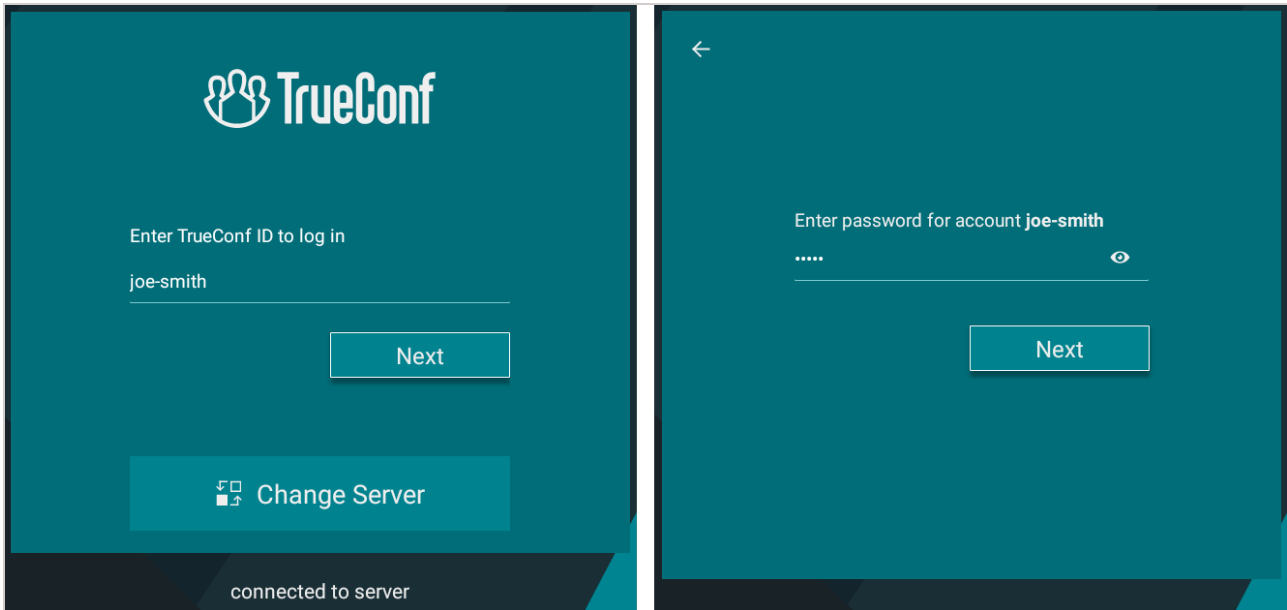 TrueConf
Enter TrueConf ID to log in
joe-smith
Next
Change Server
connected to server
Enter password for account joe-smith
•••••
Next